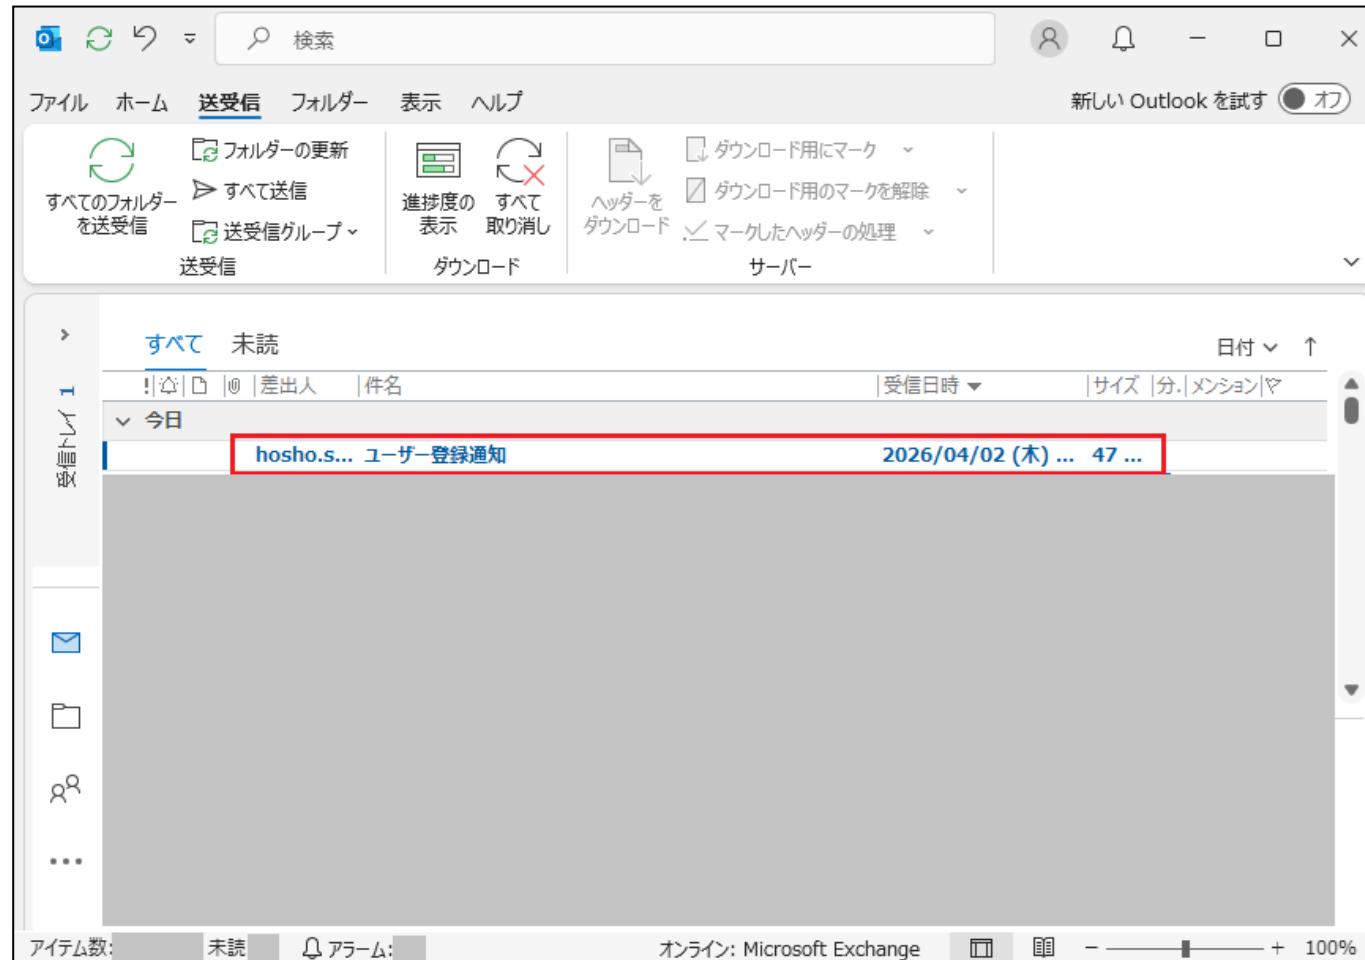 検索
ファイル ホーム 送受信 フォルダー 表示 ヘルプ 新しい Outlook を試す オフ
すべてのフォルダー
を送受信
フォルダーの更新
すべて送信
送受信グループ
送受信
進捗度の
表示
すべて
取り消し
ダウンロード
ヘッダーを
ダウンロード
ダウンロード用にマーク
ダウンロード用のマークを解除
マークしたヘッダーの処理
サーバー
受信トレイ 1
すべて 未読 日付
差出人 件名 受信日時 サイズ 分. メンション
今日
hosho.s... ユーザー登録通知 2026/04/02 (木) ... 47 ...
アイテム数: 未読 アラーム: オンライン: Microsoft Exchange 100%